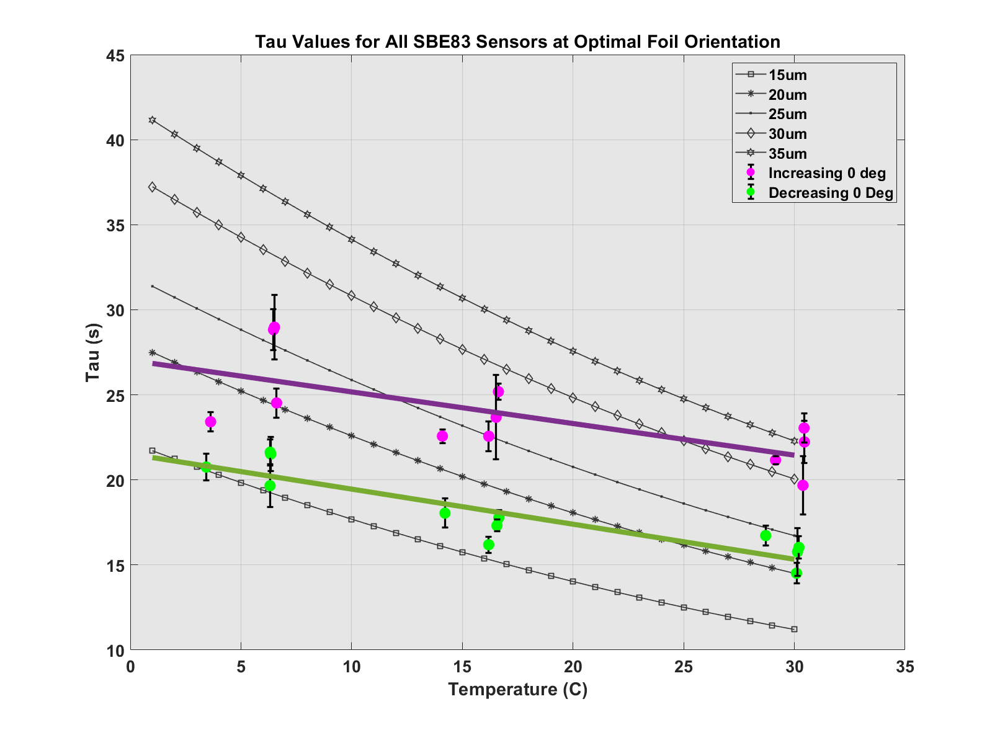 Tau Values for All SBE83 Sensors at Optimal Foil Orientation
45
40
35
30
25
20
15
10
Tau (s)
0 5 10 15 20 25 30 35
Temperature (C)
15um
20um
25um
30um
35um
Increasing 0 deg
Decreasing 0 Deg